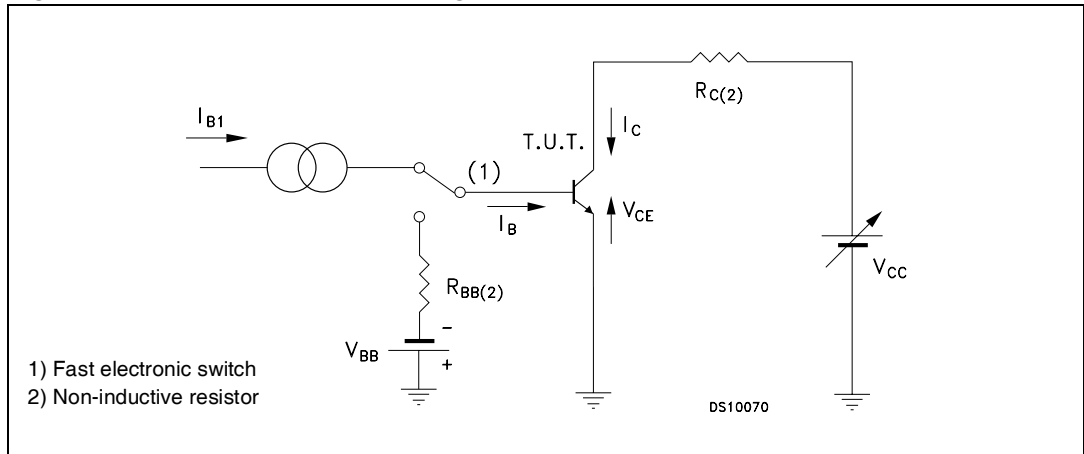 I_B1
R_C(2)
T.U.T.
I_C
(1)
I_B
V_CE
R_BB(2)
V_CC
−
V_BB
+
1) Fast electronic switch
2) Non-inductive resistor
DS10070